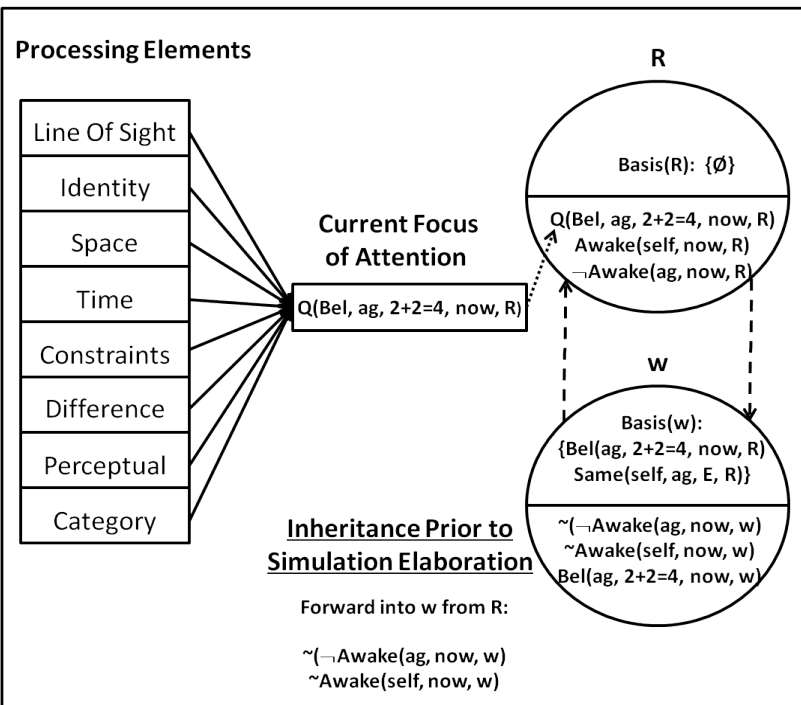 Processing Elements
Line Of Sight
Identity
Space
Time
Constraints
Difference
Perceptual
Category
Current Focus
of Attention
Q(Bel, ag, 2+2=4, now, R)
R
Basis(R): {Ø}
Q(Bel, ag, 2+2=4, now, R)
Awake(self, now, R)
¬Awake(ag, now, R)
w
Basis(w):
{Bel(ag, 2+2=4, now, R)
Same(self, ag, E, R)}
~(¬Awake(ag, now, w)
~Awake(self, now, w)
Bel(ag, 2+2=4, now, w)
Inheritance Prior to
Simulation Elaboration
Forward into w from R:
~(¬Awake(ag, now, w)
~Awake(self, now, w)